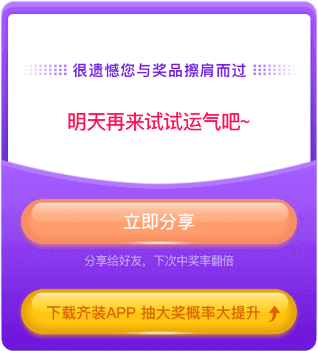 很遗憾您与奖品擦肩而过
明天再来试试运气吧~
立即分享
分享给好友，下次中奖率翻倍
下载齐装APP 抽大奖概率大提升